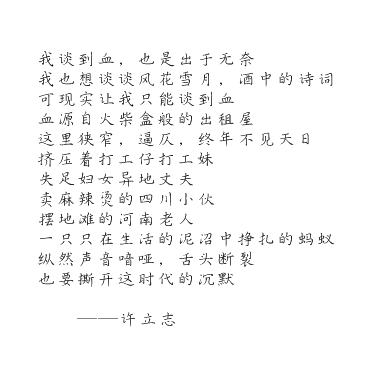 我谈到血，也是出于无奈
我也想谈谈风花雪月，酒中的诗词
可现实让我只能谈到血
血源自火柴盒般的出租屋
这里狭窄，逼仄，终年不见天日
挤压着打工仔打工妹
失足妇女异地丈夫
卖麻辣烫的四川小伙
摆地滩的河南老人
一只只在生活的泥沼中挣扎的蚂蚁
纵然声音喑哑，舌头断裂
也要撕开这时代的沉默
———许立志